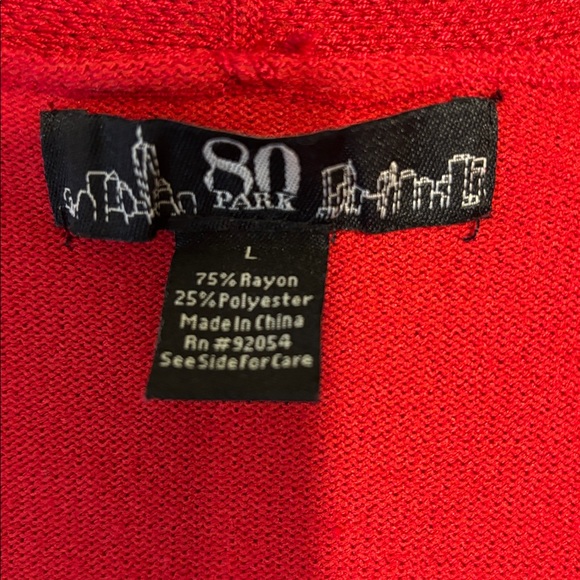 80
PARK
L
75% Rayon
25% Polyester
Made In China
Rn #92054
See Side For Care